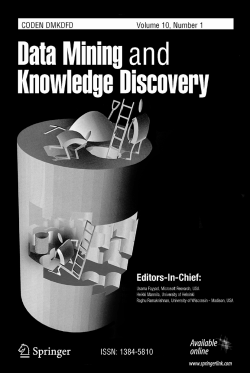 CODEN DMKDFD Volume 10, Number 1
Data Mining and
Knowledge Discovery
Editors-In-Chief:
Usama Fayyad, Microsoft Research, USA
Heikki Mannila, University of Helsinki
Raghu Ramakrishnan, University of Wisconsin - Madison, USA
Available
online
Springer ISSN: 1384-5810
www.springerlink.com